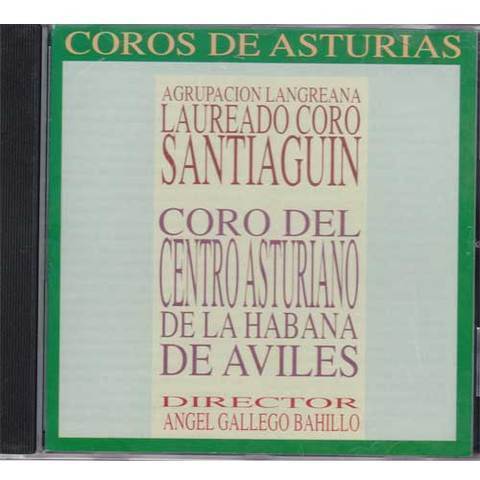 COROS DE ASTURIAS
AGRUPACION LANGREANA
LAUREADO CORO
SANTIAGUIN
CORO DEL
CENTRO ASTURIANO
DE LA HABANA
DE AVILES
DIRECTOR
ANGEL GALLEGO BAHILLO